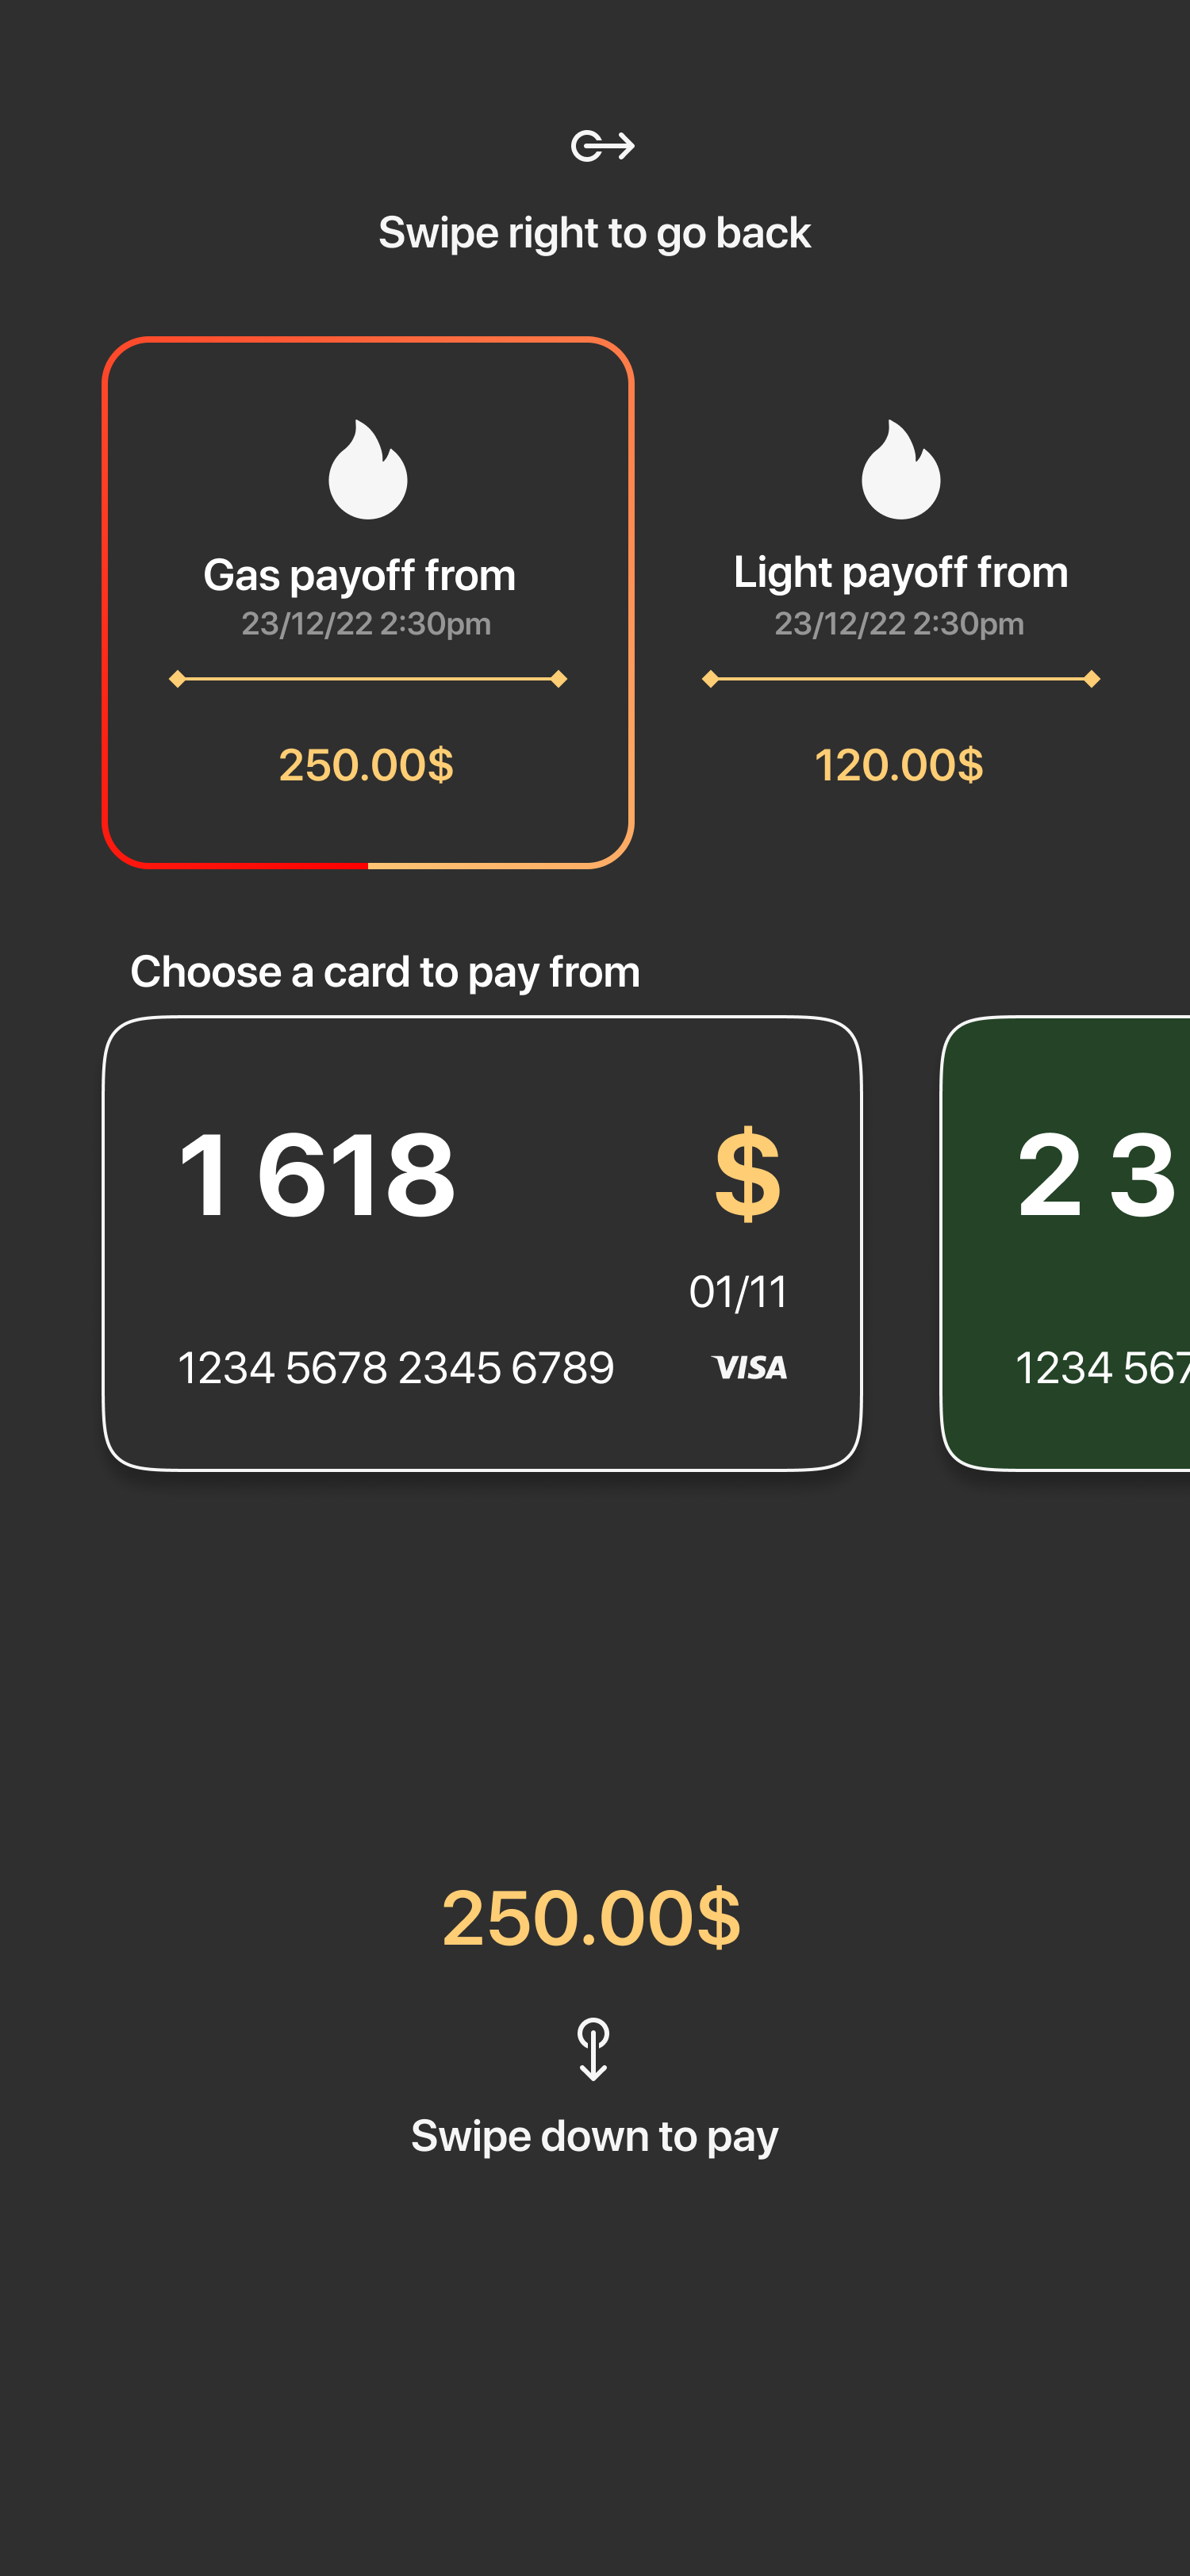 Swipe right to go back
Gas payoff from
23/12/22 2:30pm
250.00$
Light payoff from
23/12/22 2:30pm
120.00$
Choose a card to pay from
1 618 $
01/11
1234 5678 2345 6789 VISA
2 3
1234 567
250.00$
Swipe down to pay